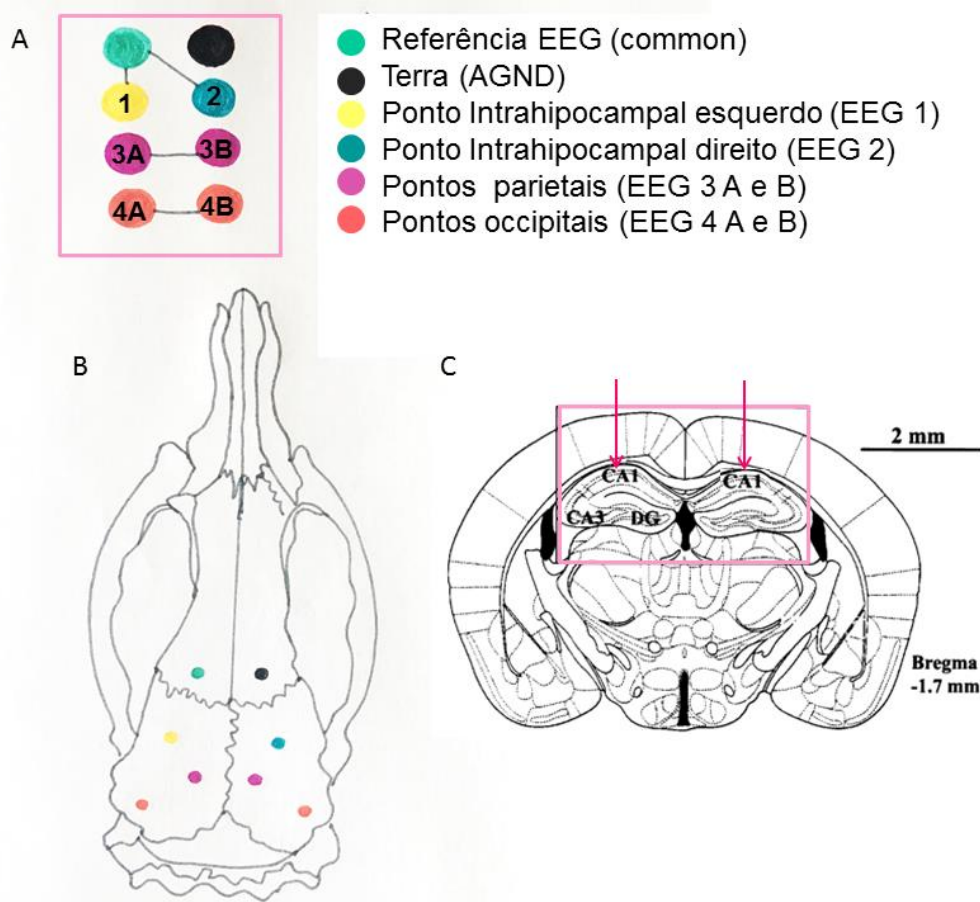 A
1
2
3A
3B
4A
4B
Referência EEG (common)
Terra (AGND)
Ponto Intrahipocampal esquerdo (EEG 1)
Ponto Intrahipocampal direito (EEG 2)
Pontos parietais (EEG 3 A e B)
Pontos occipitais (EEG 4 A e B)
B
C
2 mm
CA1
CA1
CA3
DG
Bregma
-1.7 mm